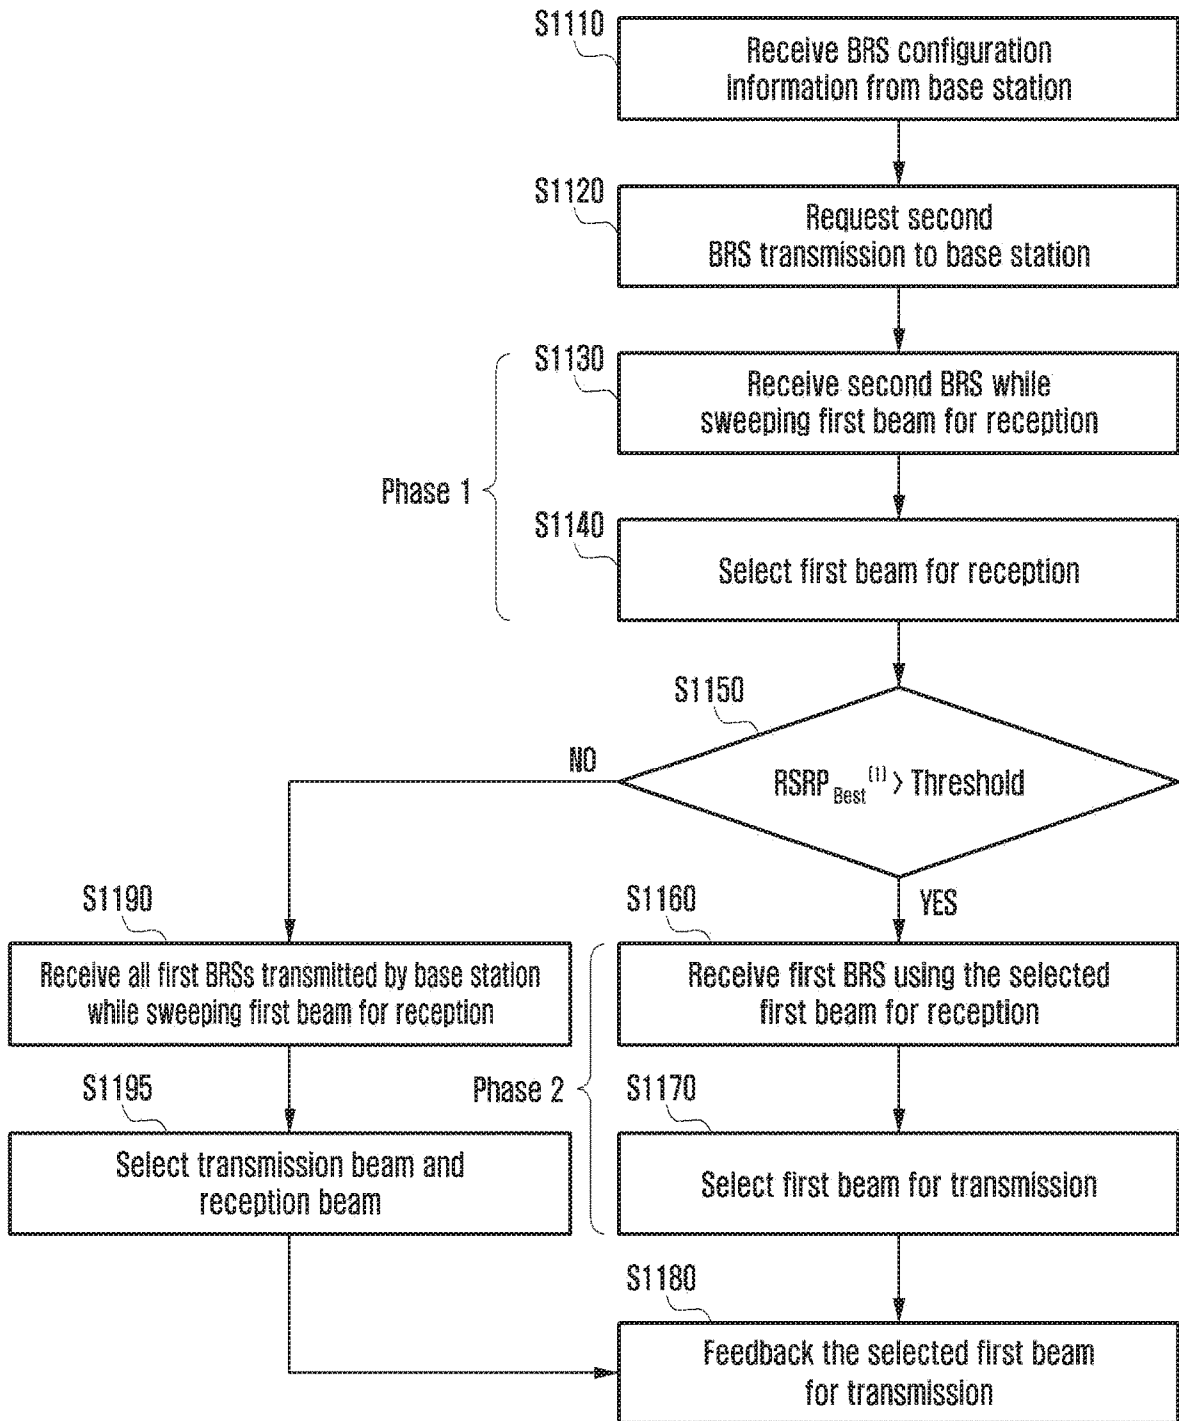 S1110
Receive BRS configuration
information from base station
S1120
Request second
BRS transmission to base station
S1130
Receive second BRS while
sweeping first beam for reception
Phase 1
S1140
Select first beam for reception
S1150
NO
RSRP Best (1) > Threshold
YES
S1190
Receive all first BRSs transmitted by base station
while sweeping first beam for reception
S1160
Receive first BRS using the selected
first beam for reception
S1195
Select transmission beam and
reception beam
Phase 2
S1170
Select first beam for transmission
S1180
Feedback the selected first beam
for transmission